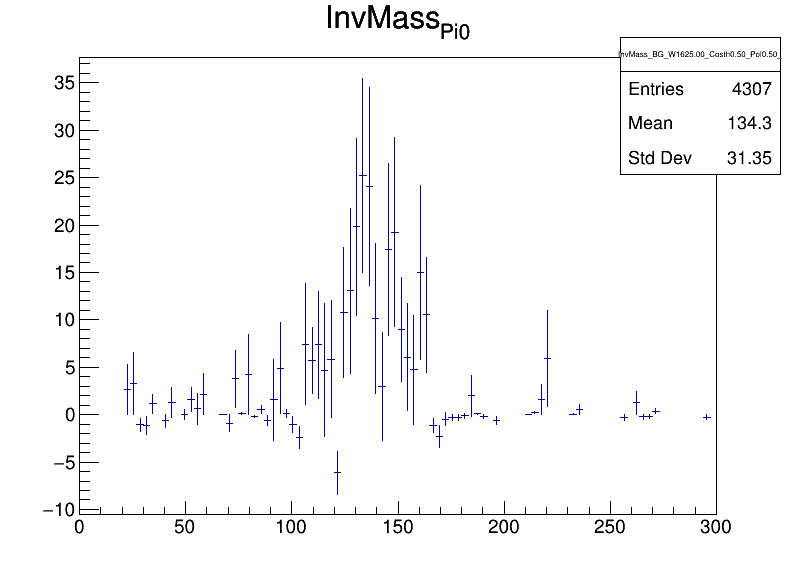 InvMass_Pi0
InvMass_BG_W1625.00_Costh0.50_Pol0.50_
Entries 4307
Mean 134.3
Std Dev 31.35
35
30
25
20
15
10
5
0
−5
−10
0 50 100 150 200 250 300